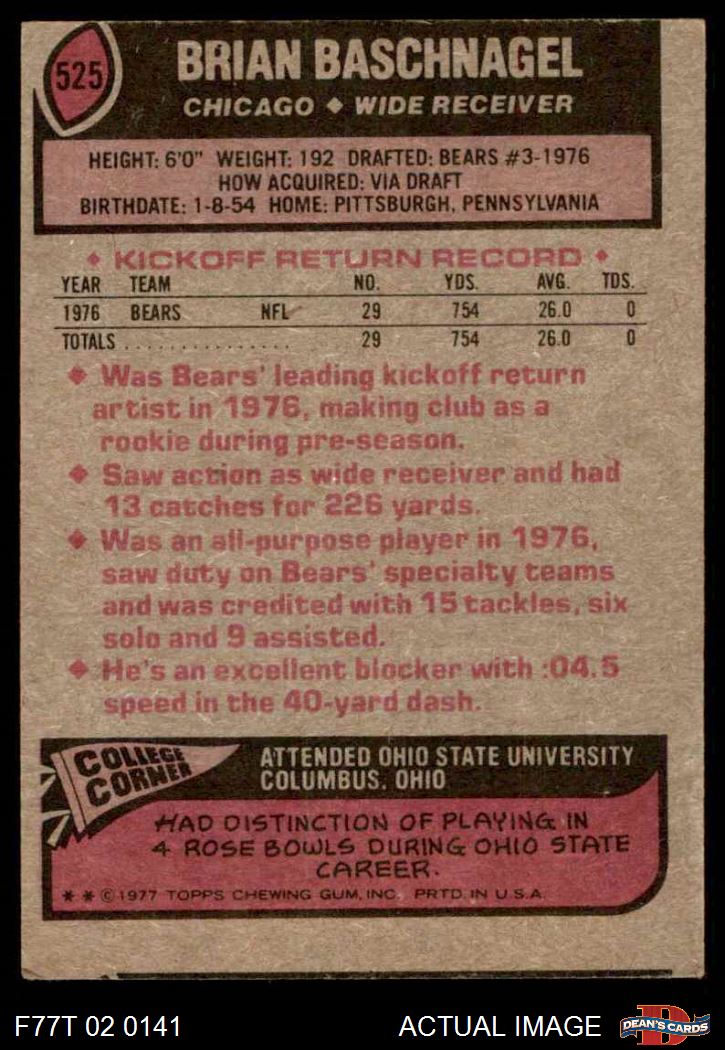 525
BRIAN BASCHNAGEL
CHICAGO ♦ WIDE RECEIVER
HEIGHT: 6'0" WEIGHT: 192 DRAFTED: BEARS #3-1976
HOW ACQUIRED: VIA DRAFT
BIRTHDATE: 1-8-54 HOME: PITTSBURGH, PENNSYLVANIA
♦ KICKOFF RETURN RECORD ♦
YEAR TEAM NO. YDS. AVG. TDS.
1976 BEARS NFL 29 754 26.0 0
TOTALS . . . . . . . . . . . . . . . 29 754 26.0 0
♦ Was Bears' leading kickoff return
artist in 1976, making club as a
rookie during pre-season.
♦ Saw action as wide receiver and had
13 catches for 226 yards.
♦ Was an all-purpose player in 1976,
saw duty on Bears' specialty teams
and was credited with 15 tackles, six
solo and 9 assisted.
♦ He's an excellent blocker with :04.5
speed in the 40-yard dash.
COLLEGE
CORNER
ATTENDED OHIO STATE UNIVERSITY
COLUMBUS, OHIO
HAD DISTINCTION OF PLAYING IN
4 ROSE BOWLS DURING OHIO STATE
CAREER.
* * © 1977 TOPPS CHEWING GUM, INC. PRTD. IN U.S.A.
F77T 02 0141 ACTUAL IMAGE
D
DEAN'S CARDS